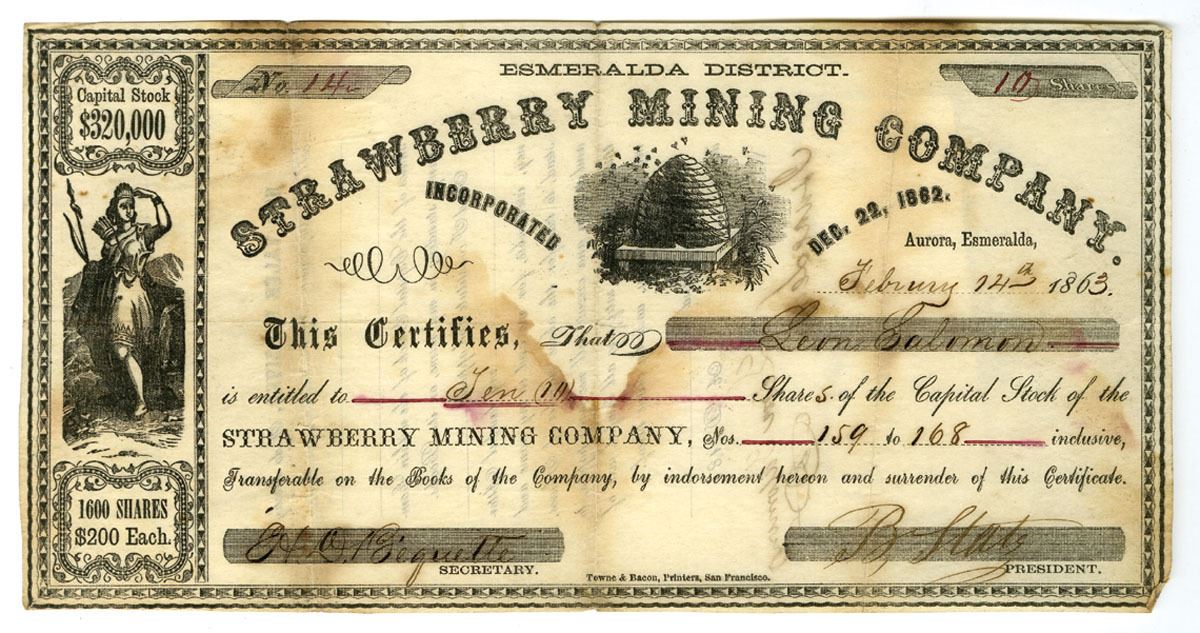 Capital Stock
$320,000
No. 14
ESMERALDA DISTRICT.
10 Shares
STRAWBERRY MINING COMPANY.
INCORPORATED DEC, 22, 1862.
Aurora, Esmeralda,
Februry 14th 1863.
This Certifies, That Leon Salomon
is entitled to Ten (10) Shares of the Capital Stock of the
STRAWBERRY MINING COMPANY, Nos. 159 to 168 inclusive,
Transferable on the Books of the Company, by indorsement hereon and surrender of this Certificate.
1600 SHARES
$200 Each.
Bequette
SECRETARY.
Towne & Bacon, Printers, San Francisco.
PRESIDENT.